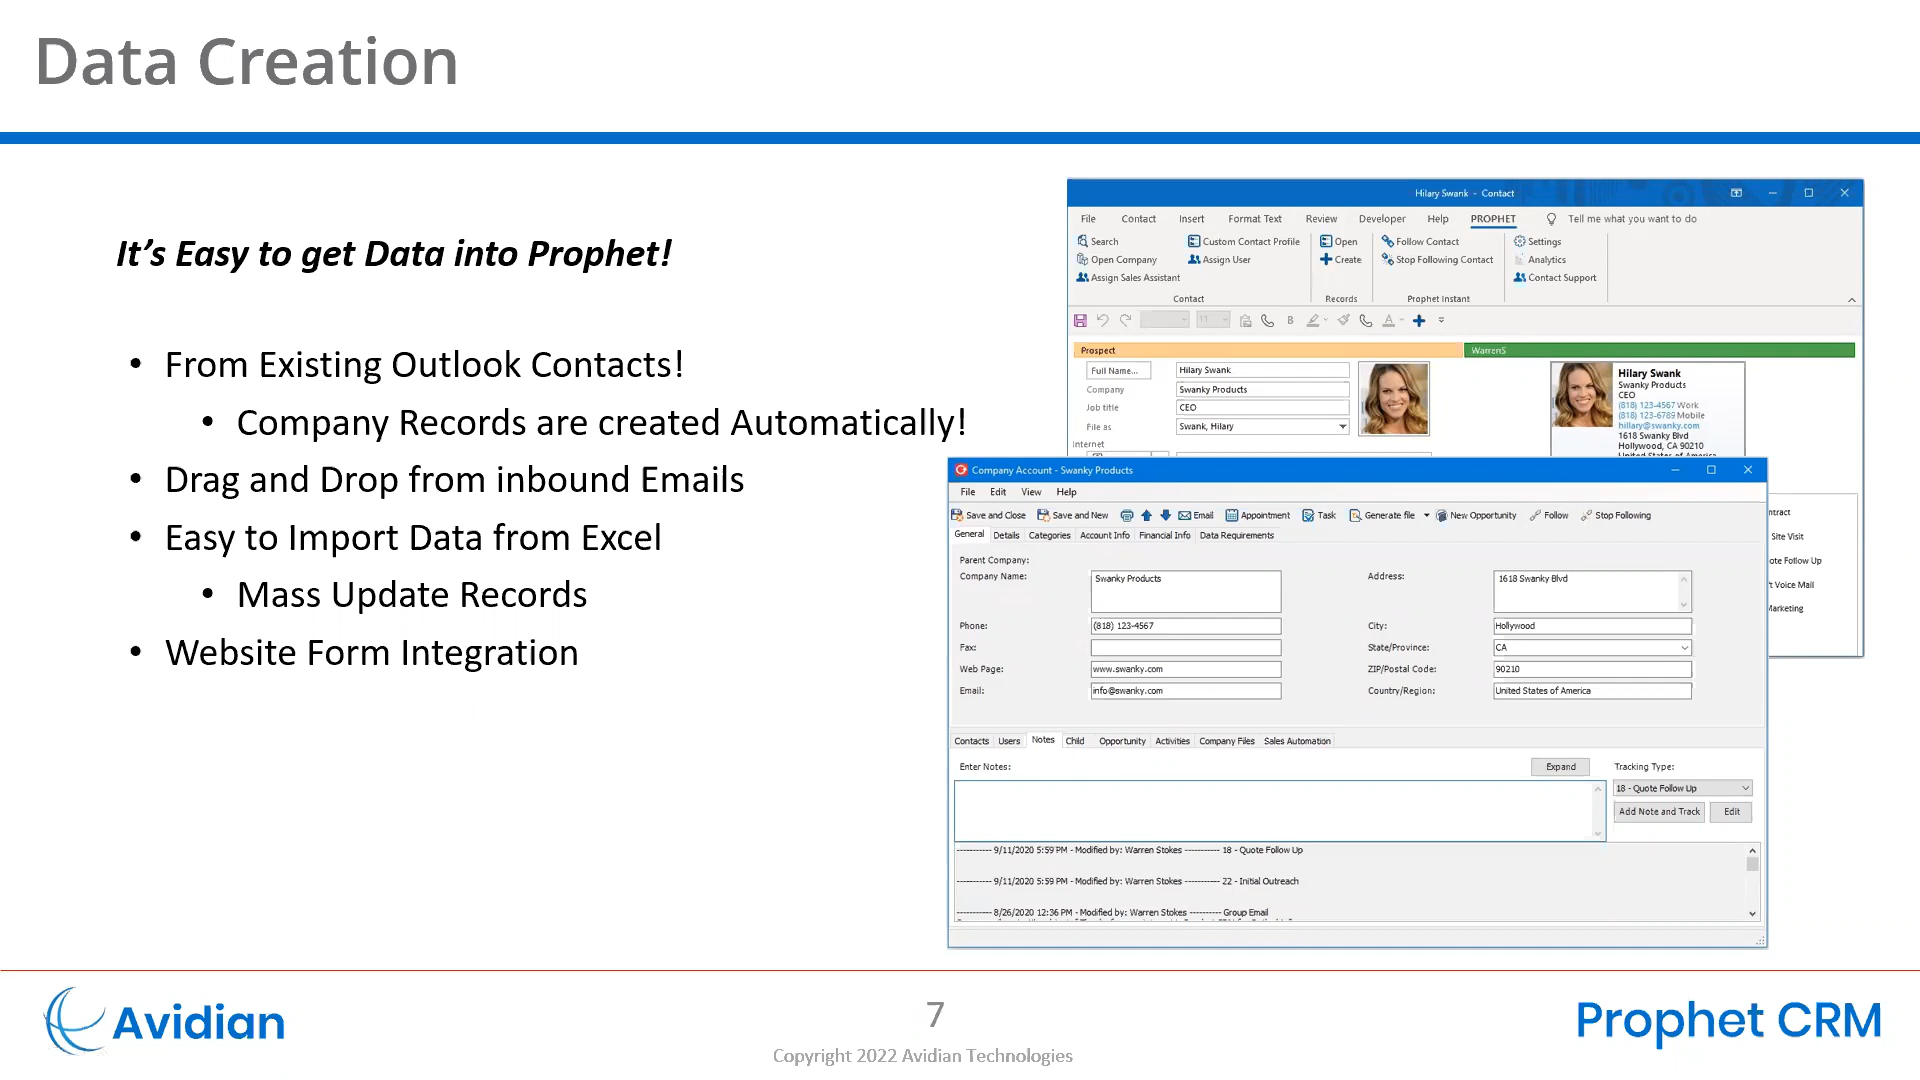 Data Creation
It’s Easy to get Data into Prophet!
• From Existing Outlook Contacts!
• Company Records are created Automatically!
• Drag and Drop from inbound Emails
• Easy to Import Data from Excel
• Mass Update Records
• Website Form Integration
Hilary Swank - Contact
File Contact Insert Format Text Review Developer Help PROPHET Tell me what you want to do
Search Custom Contact Profile Open Follow Contact Settings
Open Company Assign User Create Stop Following Contact Analytics
Assign Sales Assistant Contact Support
Contact Records Prophet Instant
11 B A
Prospect WarrenS
Full Name... Hilary Swank
Company Swanky Products
Job title CEO
File as Swank, Hilary
Internet
Hilary Swank
Swanky Products
CEO
(818) 123-4567 Work
(818) 123-6789 Mobile
hillary@swanky.com
1618 Swanky Blvd
Hollywood, CA 90210
United States of America
Site Visit
Follow Up
Voice Mail
Marketing
Company Account - Swanky Products
File Edit View Help
Save and Close Save and New Email Appointment Task Generate file New Opportunity Follow Stop Following
General Details Categories Account Info Financial Info Data Requirements
Parent Company:
Company Name: Swanky Products Address: 1618 Swanky Blvd
Phone: (818) 123-4567 City: Hollywood
Fax: State/Province: CA
Web Page: www.swanky.com ZIP/Postal Code: 90210
Email: info@swanky.com Country/Region: United States of America
Contacts Users Notes Child Opportunity Activities Company Files Sales Automation
Enter Notes: Expand Tracking Type:
18 - Quote Follow Up
Add Note and Track Edit
----------- 9/11/2020 5:59 PM - Modified by: Warren Stokes ----------- 18 - Quote Follow Up
----------- 9/11/2020 5:59 PM - Modified by: Warren Stokes ----------- 22 - Initial Outreach
----------- 8/26/2020 12:36 PM - Modified by: Warren Stokes ---------- Group Email
Avidian
7
Copyright 2022 Avidian Technologies
Prophet CRM